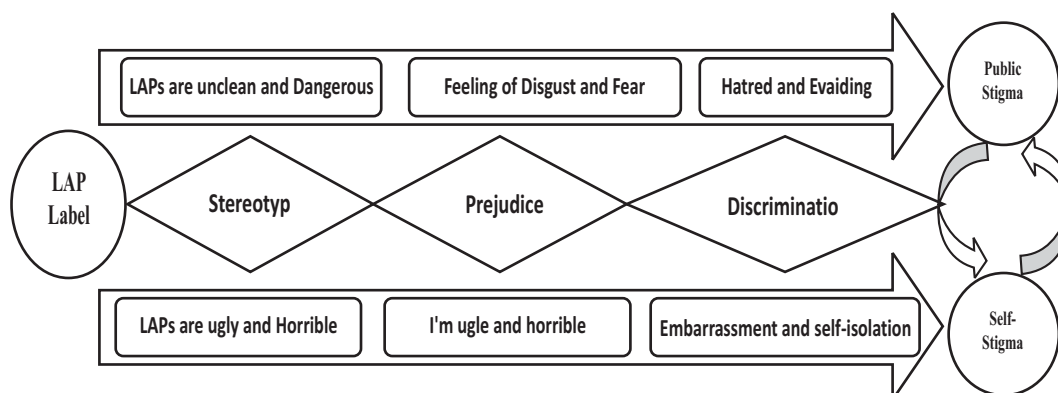 LAPs are unclean and Dangerous
Feeling of Disgust and Fear
Hatred and Evaiding
Public
Stigma
LAP
Label
Stereotyp
Prejudice
Discriminatio
LAPs are ugly and Horrible
I'm ugle and horrible
Embarrassment and self-isolation
Self-
Stigma